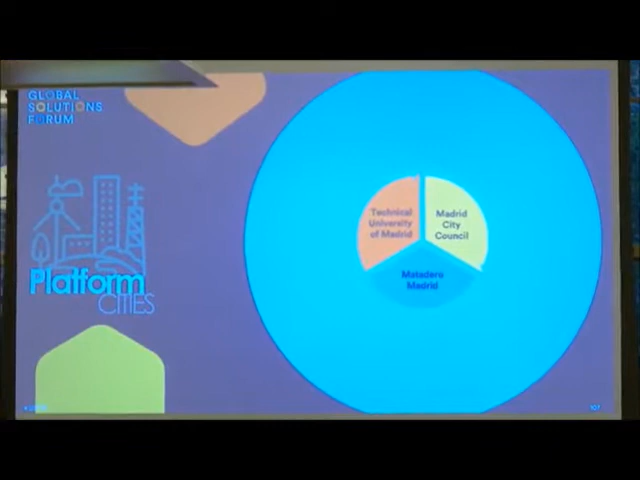 GLOBAL
SOLUTIONS
FORUM
Platform
CITIES
Technical
University
of Madrid
Madrid
City
Council
Matadero
Madrid